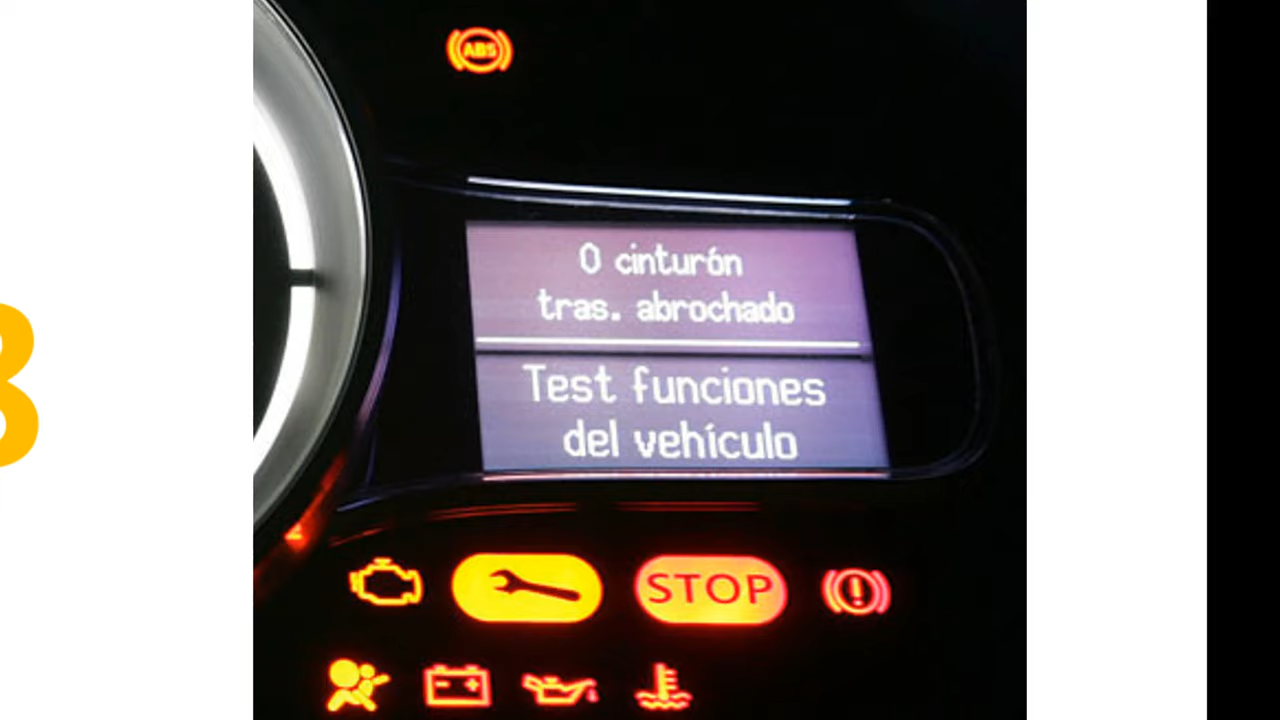 ABS
0 cinturón
tras. abrochado
Test funciones
del vehículo
STOP